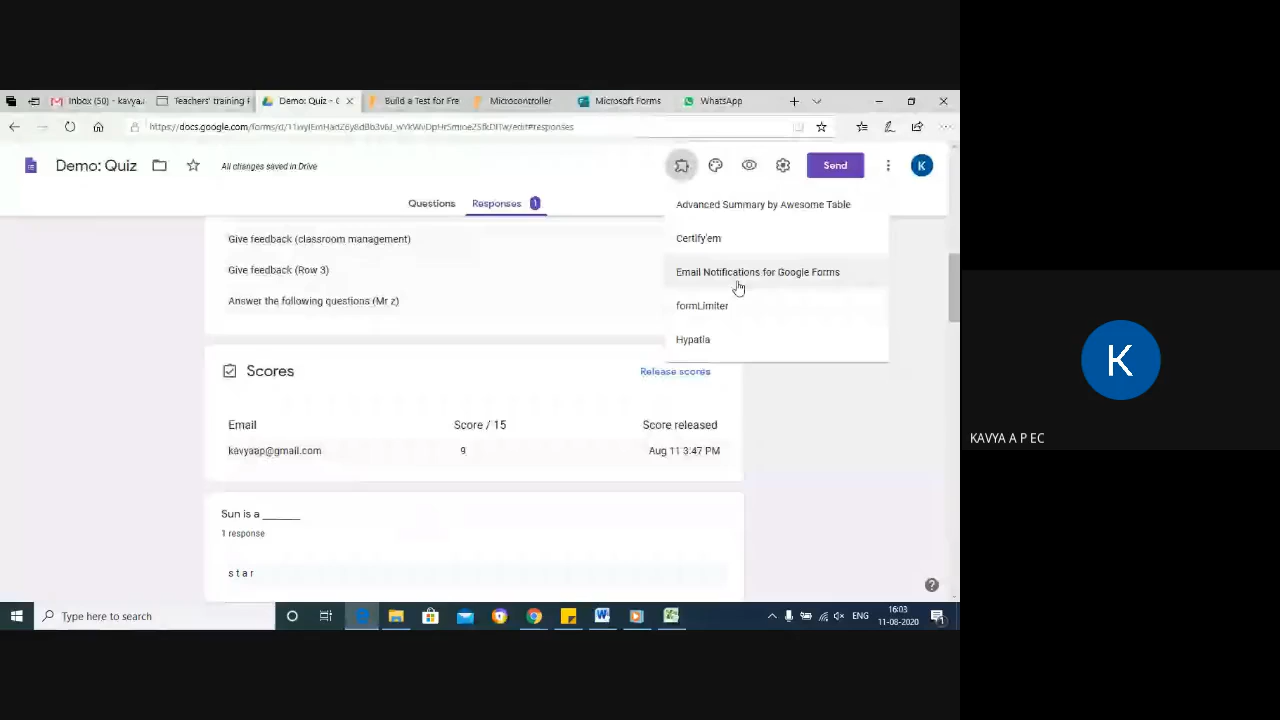 Inbox (50) - kavya.
Teachers' training
Demo: Quiz - G
Build a Test for Fre
Microcontroller
Microsoft Forms
WhatsApp
Demo: Quiz
All changes saved in Drive
Send
K
Questions
Responses
1
Advanced Summary by Awesome Table
Certify'em
Email Notifications for Google Forms
formLimiter
Hypatia
Give feedback (classroom management)
Give feedback (Row 3)
Answer the following questions (Mr z)
Scores
Release scores
Email
Score / 15
Score released
kavyaap@gmail.com
9
Aug 11 3:47 PM
Sun is a ______
1 response
s t a r
Type here to search
ENG
16:03
11-08-2020
K
KAVYA A P EC